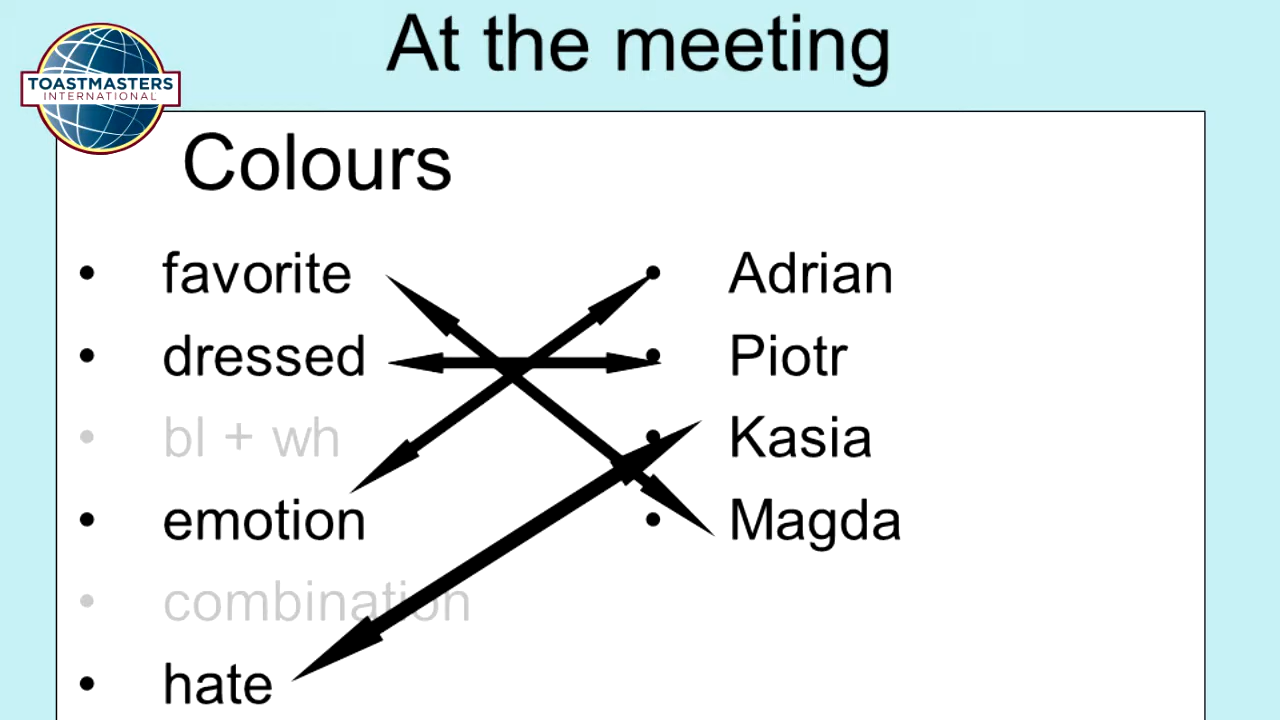 At the meeting
TOASTMASTERS
INTERNATIONAL
Colours
• favorite
• dressed
• bl + wh
• emotion
• combination
• hate
• Adrian
• Piotr
• Kasia
• Magda